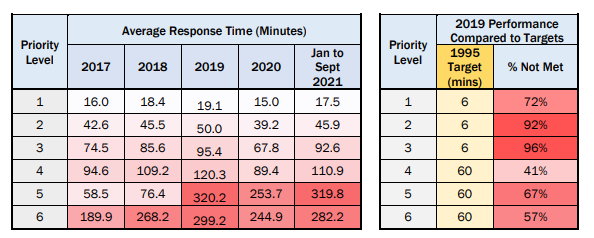 Priority Level Average Response Time (Minutes)
2017 2018 2019 2020 Jan to Sept 2021
1 16.0 18.4 19.1 15.0 17.5
2 42.6 45.5 50.0 39.2 45.9
3 74.5 85.6 95.4 67.8 92.6
4 94.6 109.2 120.3 89.4 110.9
5 58.5 76.4 320.2 253.7 319.8
6 189.9 268.2 299.2 244.9 282.2
Priority Level 2019 Performance Compared to Targets
1995 Target (mins) % Not Met
1 6 72%
2 6 92%
3 6 96%
4 60 41%
5 60 67%
6 60 57%